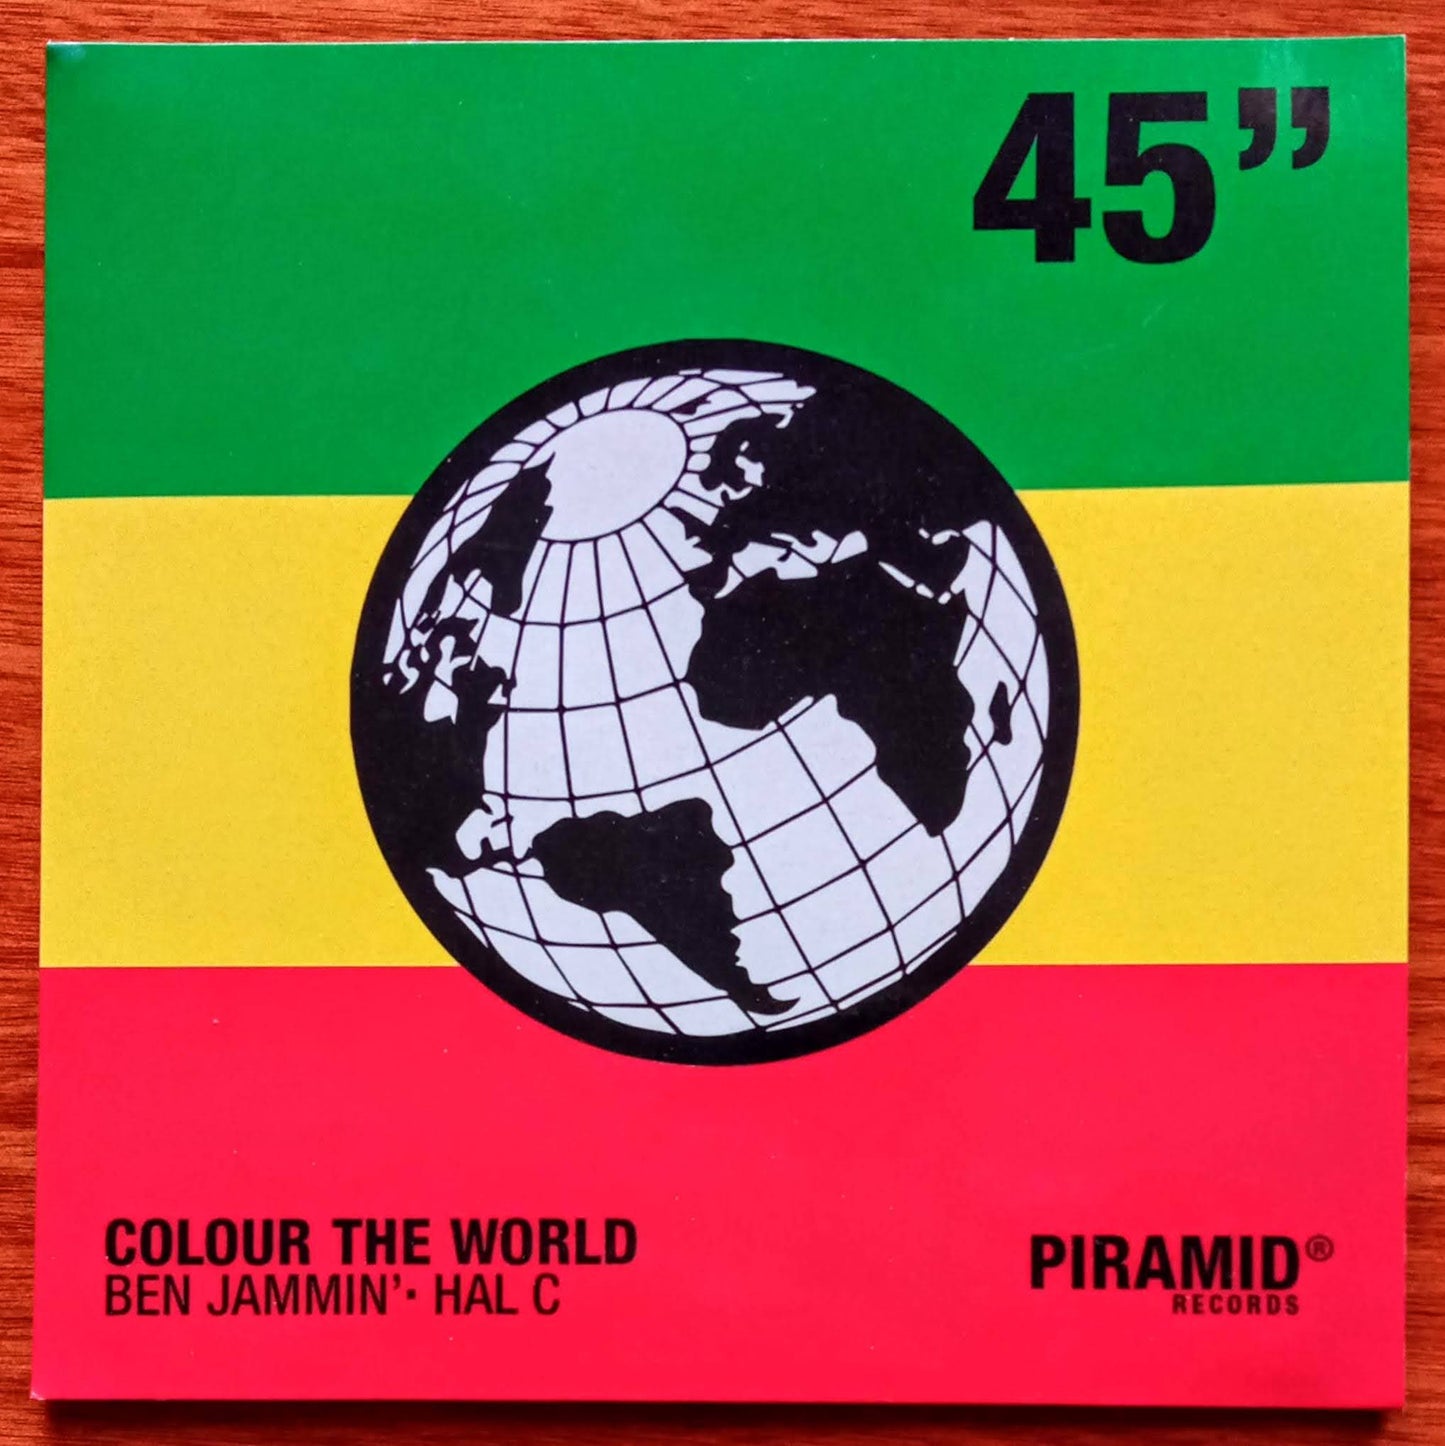 45”
COLOUR THE WORLD
BEN JAMMIN’· HAL C
PIRAMID®
RECORDS